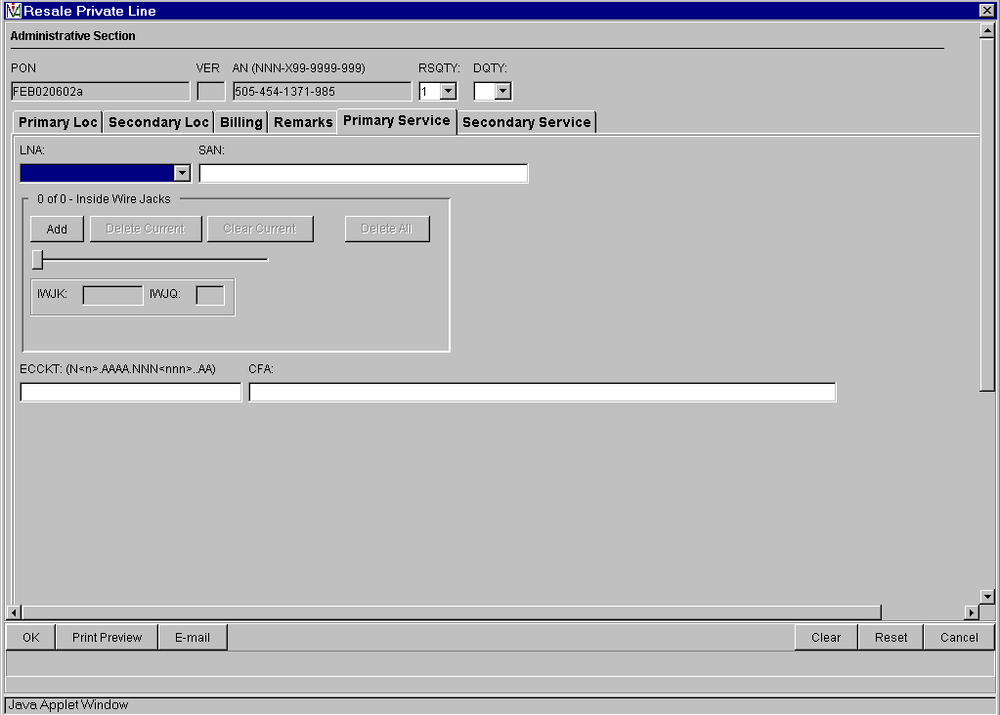 Resale Private Line
Administrative Section
PON VER AN (NNN-X99-9999-999) RSQTY: DQTY:
FEB020602a 505-454-1371-985 1
Primary Loc Secondary Loc Billing Remarks Primary Service Secondary Service
LNA: SAN:
0 of 0 - Inside Wire Jacks
Add Delete Current Clear Current Delete All
IWJK: IWJQ:
ECCKT: (N<n>.AAAA.NNN<nnn>..AA) CFA:
OK Print Preview E-mail Clear Reset Cancel
Java Applet Window